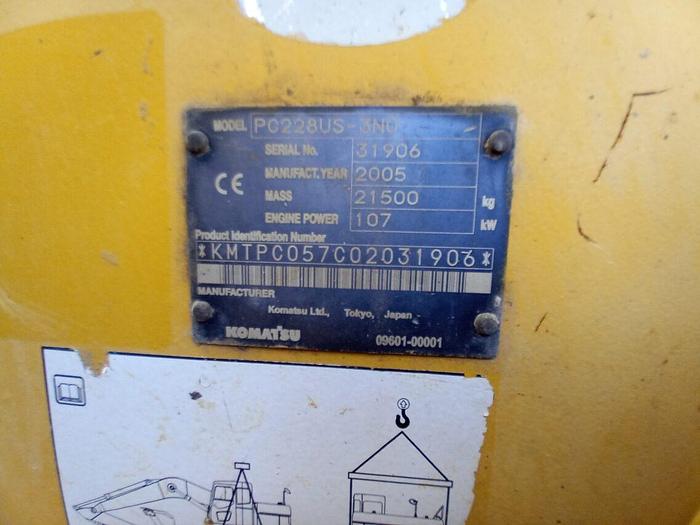 MODEL PC228US-3N0
SERIAL No. 31906
MANUFACT.YEAR 2005
MASS 21500 kg
ENGINE POWER 107 kW
CE
Product Identification Number
*KMTPC057C02031906*
MANUFACTURER
Komatsu Ltd., Tokyo, Japan
KOMATSU 09601-00001